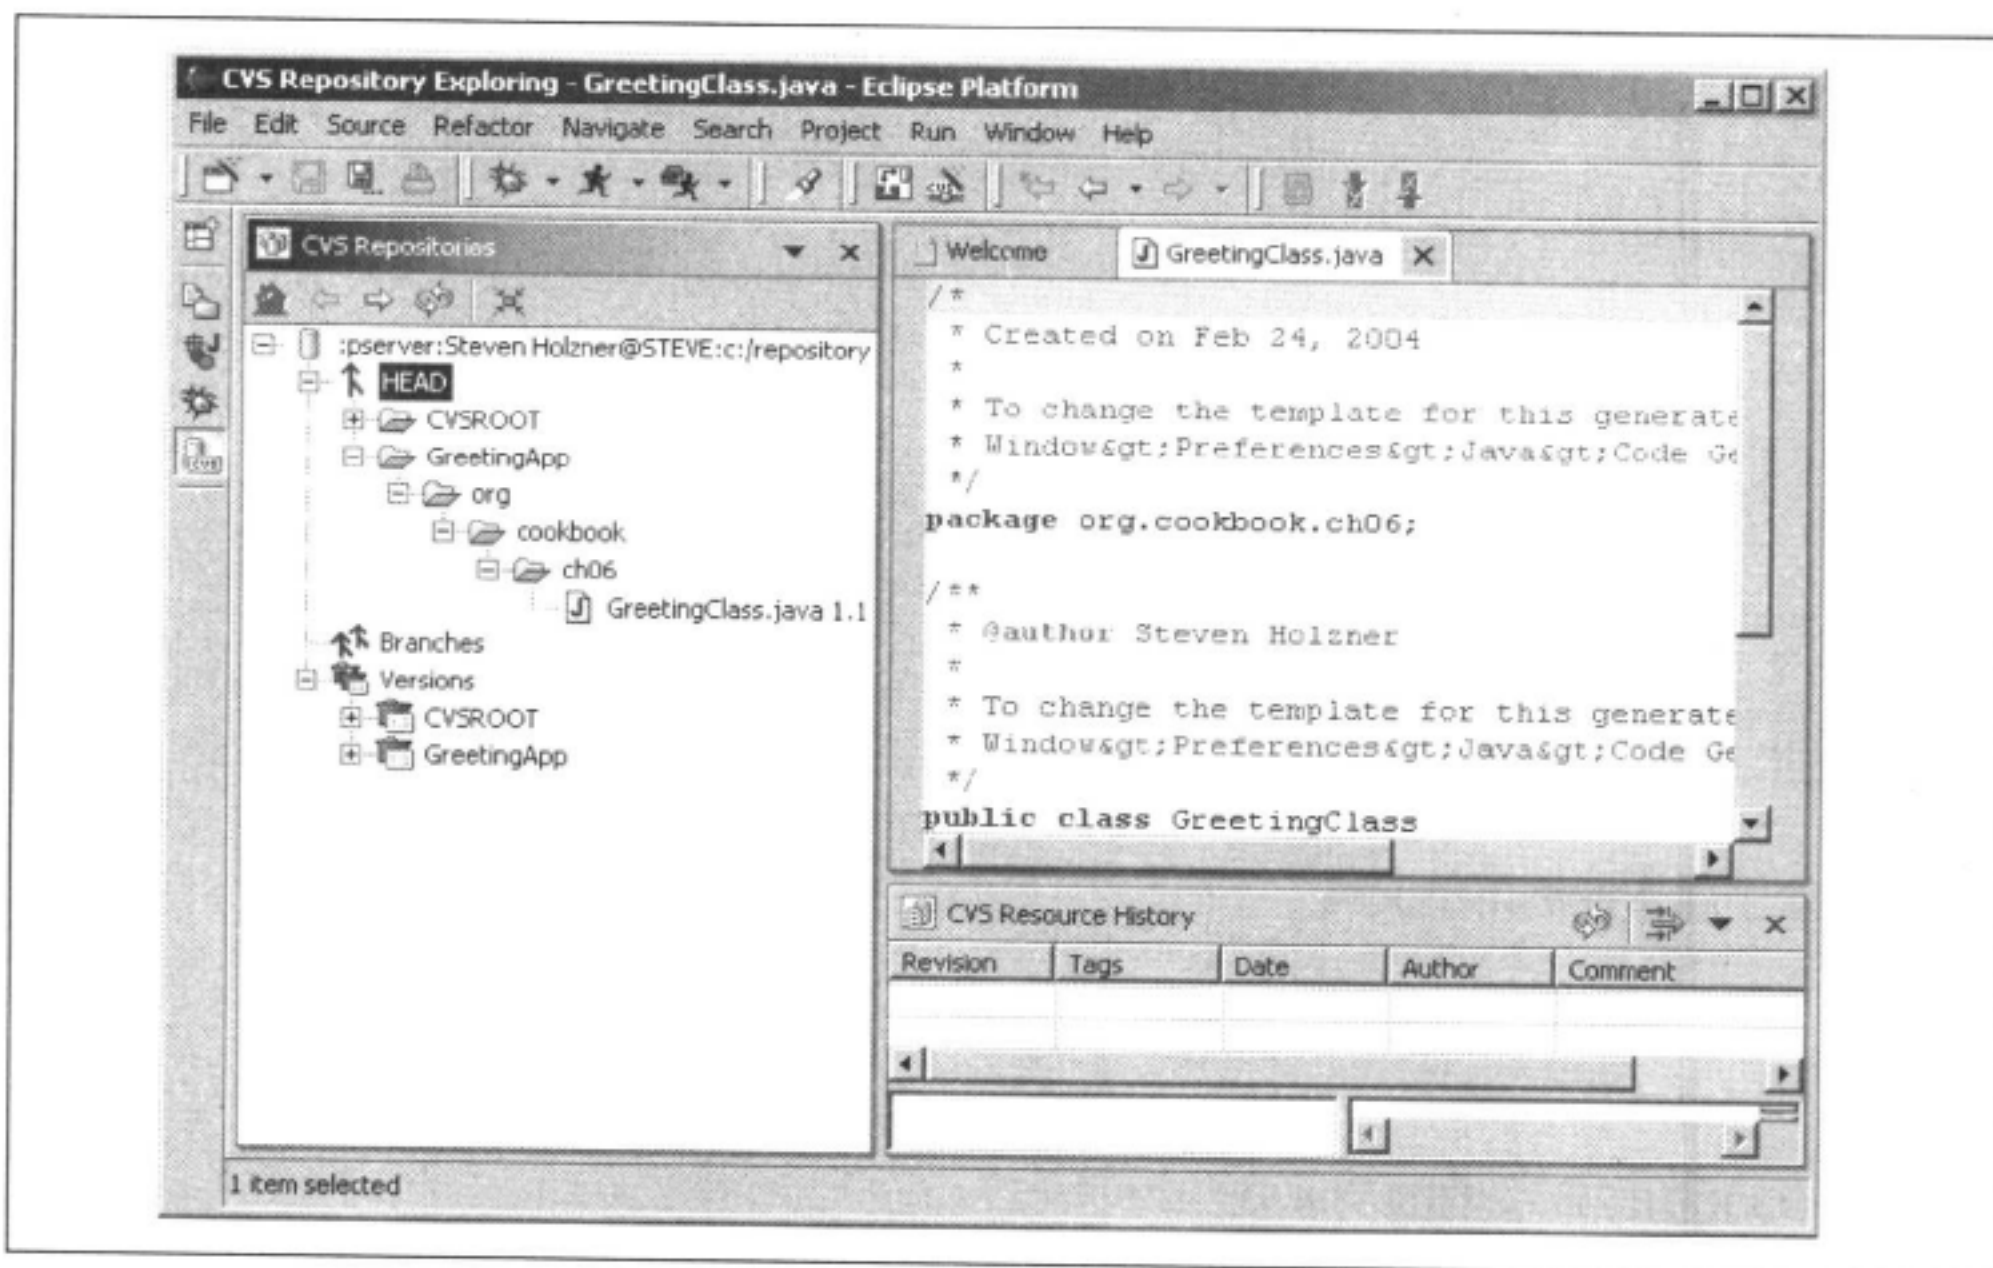 CVS Repository Exploring - GreetingClass.java - Eclipse Platform
File Edit Source Refactor Navigate Search Project Run Window Help
CVS Repositories
:pserver:Steven Holzner@STEVE:c:/repository
HEAD
CVSROOT
GreetingApp
org
cookbook
ch06
GreetingClass.java 1.1
Branches
Versions
CVSROOT
GreetingApp
Welcome
GreetingClass.java
/*
* Created on Feb 24, 2004
*
* To change the template for this generate
* Window&gt;Preferences&gt;Java&gt;Code Ge
*/
package org.cookbook.ch06;
/**
* @author Steven Holzner
*
* To change the template for this generate
* Window&gt;Preferences&gt;Java&gt;Code Ge
*/
public class GreetingClass
CVS Resource History
Revision Tags Date Author Comment
1 item selected